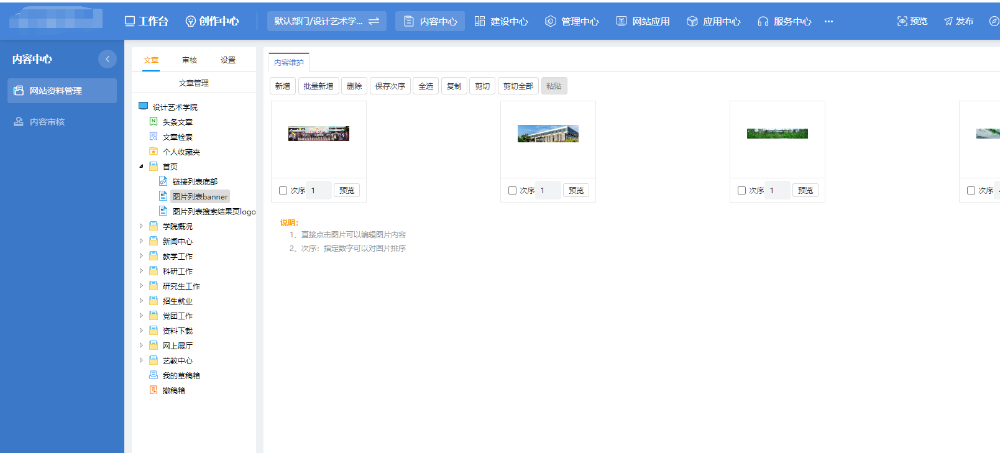 工作台 创作中心 默认部门/设计艺术学... 内容中心 建设中心 管理中心 网站应用 应用中心 服务中心 ... 预览 发布
内容中心
网站资料管理
内容审核
文章 审核 设置
文章管理
设计艺术学院
头条文章
文章检索
个人收藏夹
首页
链接列表底部
图片列表banner
图片列表搜索结果页logo
学院概况
新闻中心
教学工作
科研工作
研究生工作
招生就业
党团工作
资料下载
网上展厅
艺教中心
我的草稿箱
撤稿箱
内容维护
新增 批量新增 删除 保存次序 全选 复制 剪切 剪切全部 粘贴
次序 1 预览 次序 1 预览 次序 1 预览 次序
说明：
1、直接点击图片可以编辑图片内容
2、次序：指定数字可以对图片排序